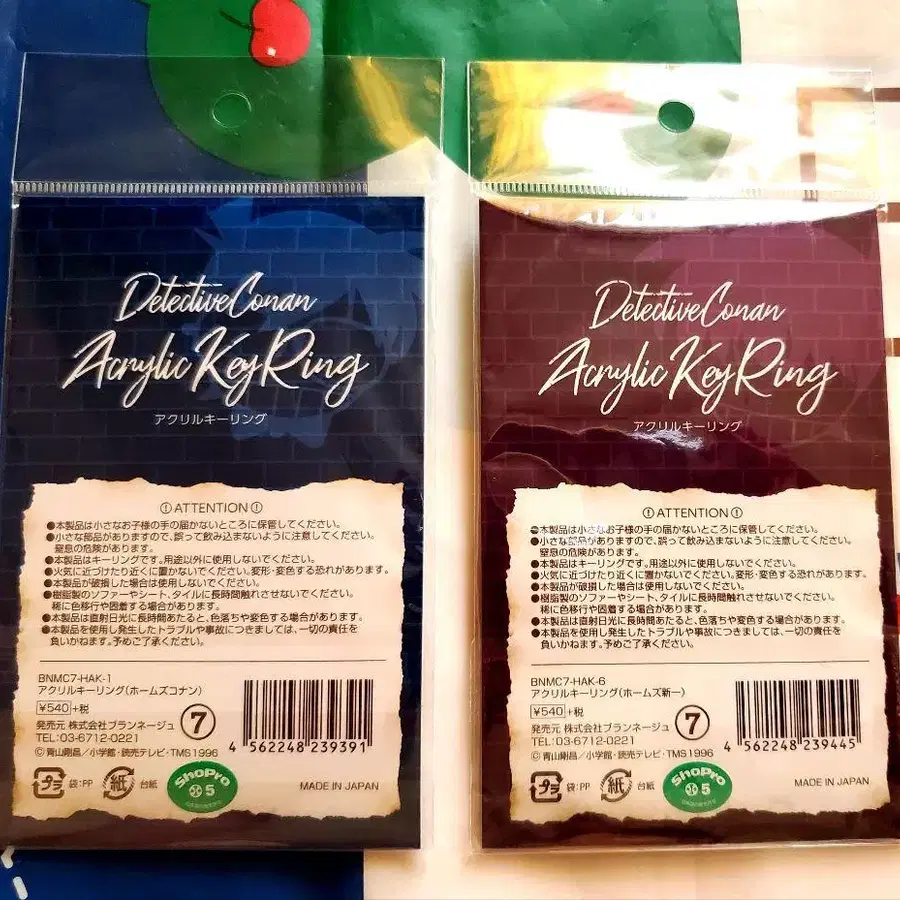 Detective Conan
Acrylic Key Ring
アクリルキーリング
ATTENTION
●本製品は小さなお子様の手の届かないところに保管してください。
●小さな部品がありますので、誤って飲み込まないように注意してください。
窒息の危険があります。
●本製品はキーリングです。用途以外に使用しないでください。
●火気に近づけたり近くに置かないでください。変形・変色する恐れがあります。
●本製品が破損した場合は使用しないでください。
●樹脂製のソファーやシート、タイルに長時間触れさせないでください。
稀に色移行や固着する場合があります。
●本製品は直射日光に長時間あたると、色落ちや変色する場合があります。
●本製品を使用し発生したトラブルや事故につきましては、一切の責任を
負いかねます。予めご了承ください。
BNMC7-HAK-1
アクリルキーリング(ホームズコナン)
¥540+税
発売元 株式会社ブランネージュ
TEL:03-6712-0221
7
4 562248 239391
©青山剛昌/小学館・読売テレビ・TMS 1996
プラ 袋:PP 紙 台紙
ShoPro
5
MADE IN JAPAN
Detective Conan
Acrylic Key Ring
アクリルキーリング
ATTENTION
●本製品は小さなお子様の手の届かないところに保管してください。
●小さな部品がありますので、誤って飲み込まないように注意してください。
窒息の危険があります。
●本製品はキーリングです。用途以外に使用しないでください。
●火気に近づけたり近くに置かないでください。変形・変色する恐れがあります。
●本製品が破損した場合は使用しないでください。
●樹脂製のソファーやシート、タイルに長時間触れさせないでください。
稀に色移行や固着する場合があります。
●本製品は直射日光に長時間あたると、色落ちや変色する場合があります。
●本製品を使用し発生したトラブルや事故につきましては、一切の責任を
負いかねます。予めご了承ください。
BNMC7-HAK-6
アクリルキーリング(ホームズ新一)
¥540+税
発売元 株式会社ブランネージュ
TEL:03-6712-0221
7
4 562248 239445
©青山剛昌/小学館・読売テレビ・TMS 1996
プラ 袋:PP 紙 台紙
ShoPro
5
MADE IN JAPAN